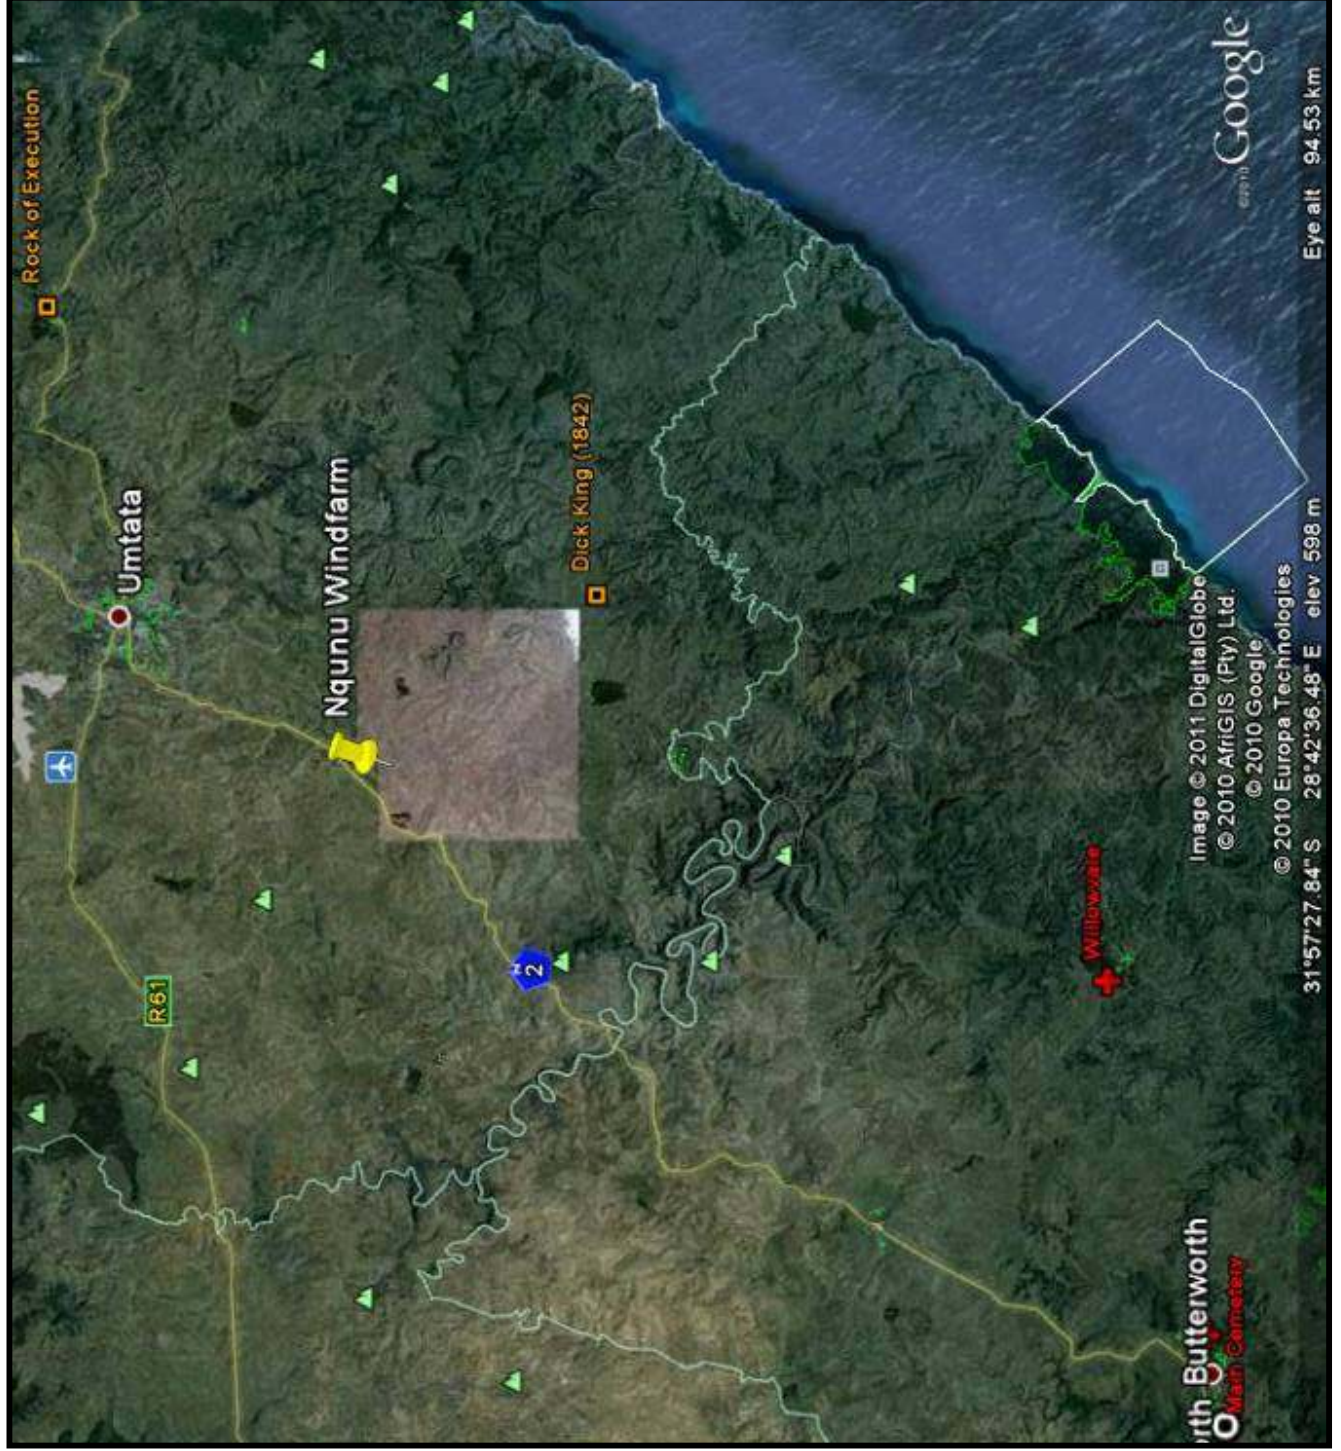 Rock of Execution
Umtata
Nqunu Windfarm
Dick King (1842)
R61
N
2
Willowvale
rth Butterworth
Main Cemetery
Image © 2011 DigitalGlobe
© 2010 AfriGIS (Pty) Ltd.
© 2010 Google
© 2010 Europa Technologies
©2010 Google
31°57'27.84" S 28°42'36.48" E elev 598 m
Eye alt 94.53 km